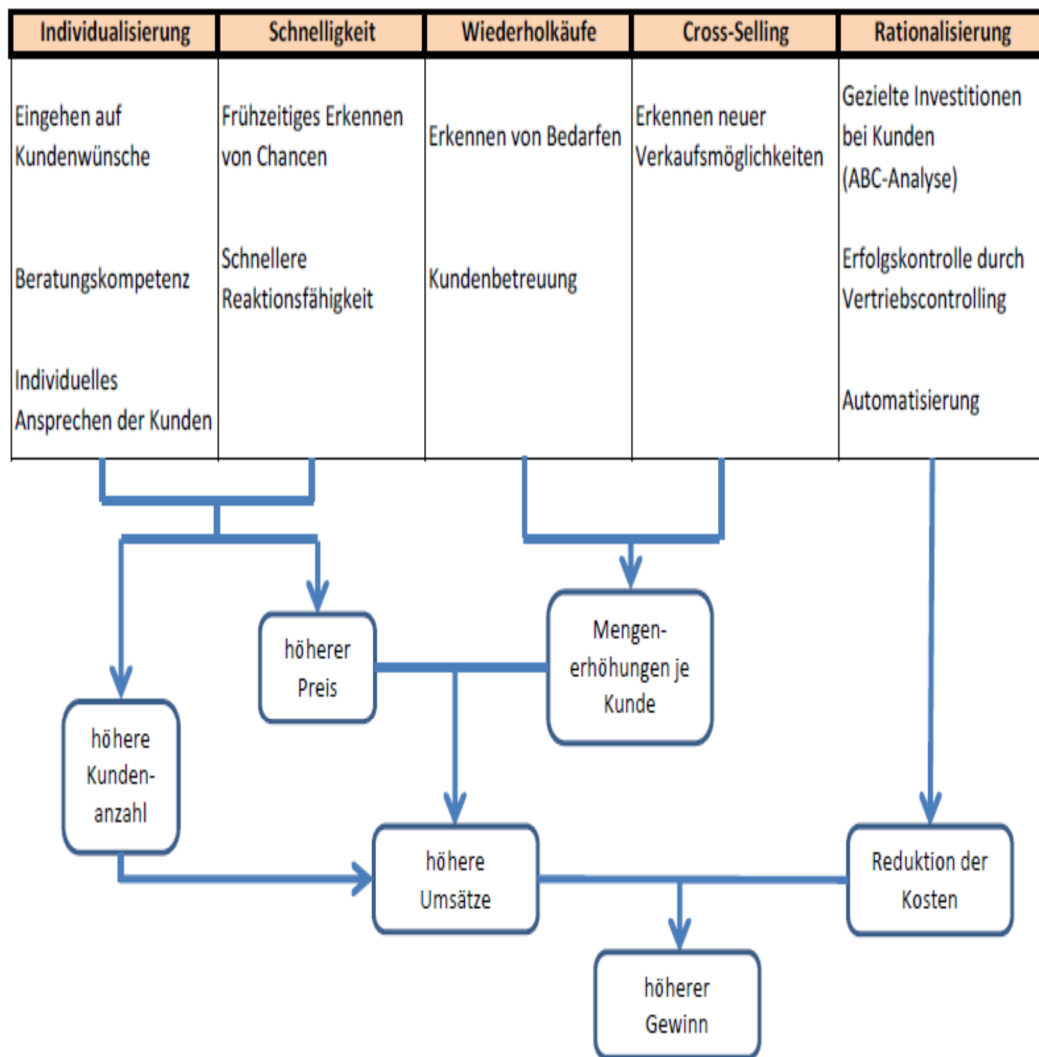 Individualisierung
Schnelligkeit
Wiederholkäufe
Cross-Selling
Rationalisierung
Eingehen auf
Kundenwünsche
Beratungskompetenz
Individuelles
Ansprechen der Kunden
Frühzeitiges Erkennen
von Chancen
Schnellere
Reaktionsfähigkeit
Erkennen von Bedarfen
Kundenbetreuung
Erkennen neuer
Verkaufsmöglichkeiten
Gezielte Investitionen
bei Kunden
(ABC-Analyse)
Erfolgskontrolle durch
Vertriebscontrolling
Automatisierung
höherer
Preis
Mengen-
erhöhungen je
Kunde
höhere
Kunden-
anzahl
höhere
Umsätze
Reduktion der
Kosten
höherer
Gewinn